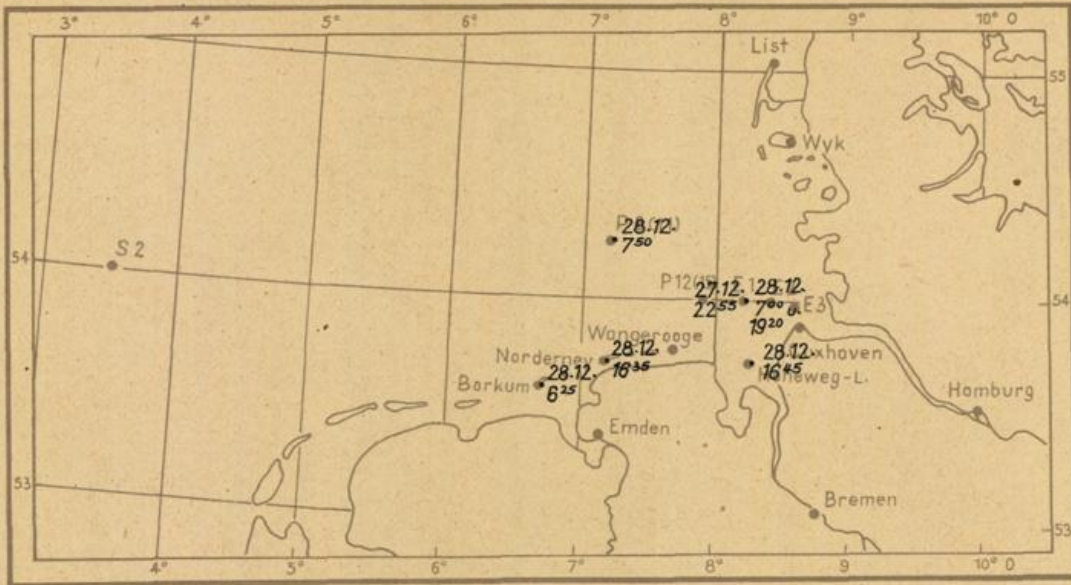 3° 4° 5° 6° 7° 8° 9° 10° O
List
55
Wyk
S 2
28.12.
7⁵⁰
54
54
27.12.
22⁵⁵
28.12.
7⁰⁰ u.
19²⁰
E3
Wangerooge
Norderney
28.12.
16³⁵
28.12.
16⁴⁵
Borkum
28.12.
6²⁵
Hamburg
Emden
53
Bremen
53
4° 5° 6° 7° 8° 9° 10° O